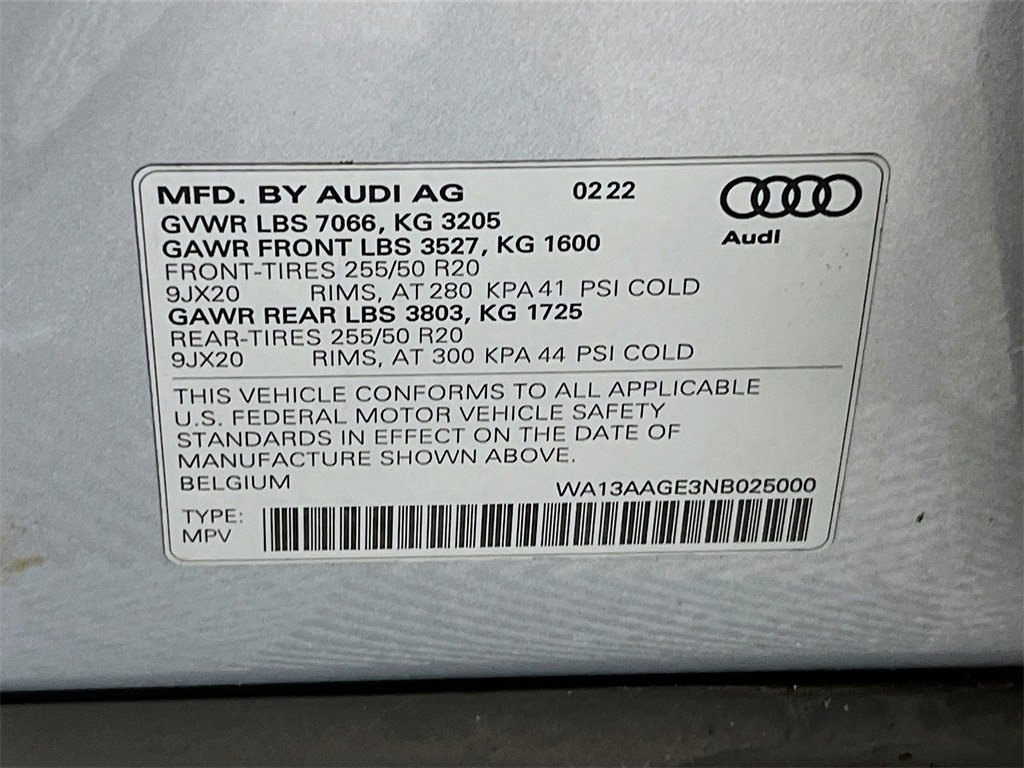 MFD. BY AUDI AG 02 22
Audi
GVWR LBS 7066, KG 3205
GAWR FRONT LBS 3527, KG 1600
FRONT-TIRES 255/50 R20
9JX20 RIMS, AT 280 KPA 41 PSI COLD
GAWR REAR LBS 3803, KG 1725
REAR-TIRES 255/50 R20
9JX20 RIMS, AT 300 KPA 44 PSI COLD
THIS VEHICLE CONFORMS TO ALL APPLICABLE
U.S. FEDERAL MOTOR VEHICLE SAFETY
STANDARDS IN EFFECT ON THE DATE OF
MANUFACTURE SHOWN ABOVE.
BELGIUM WA13AAGE3NB025000
TYPE:
MPV